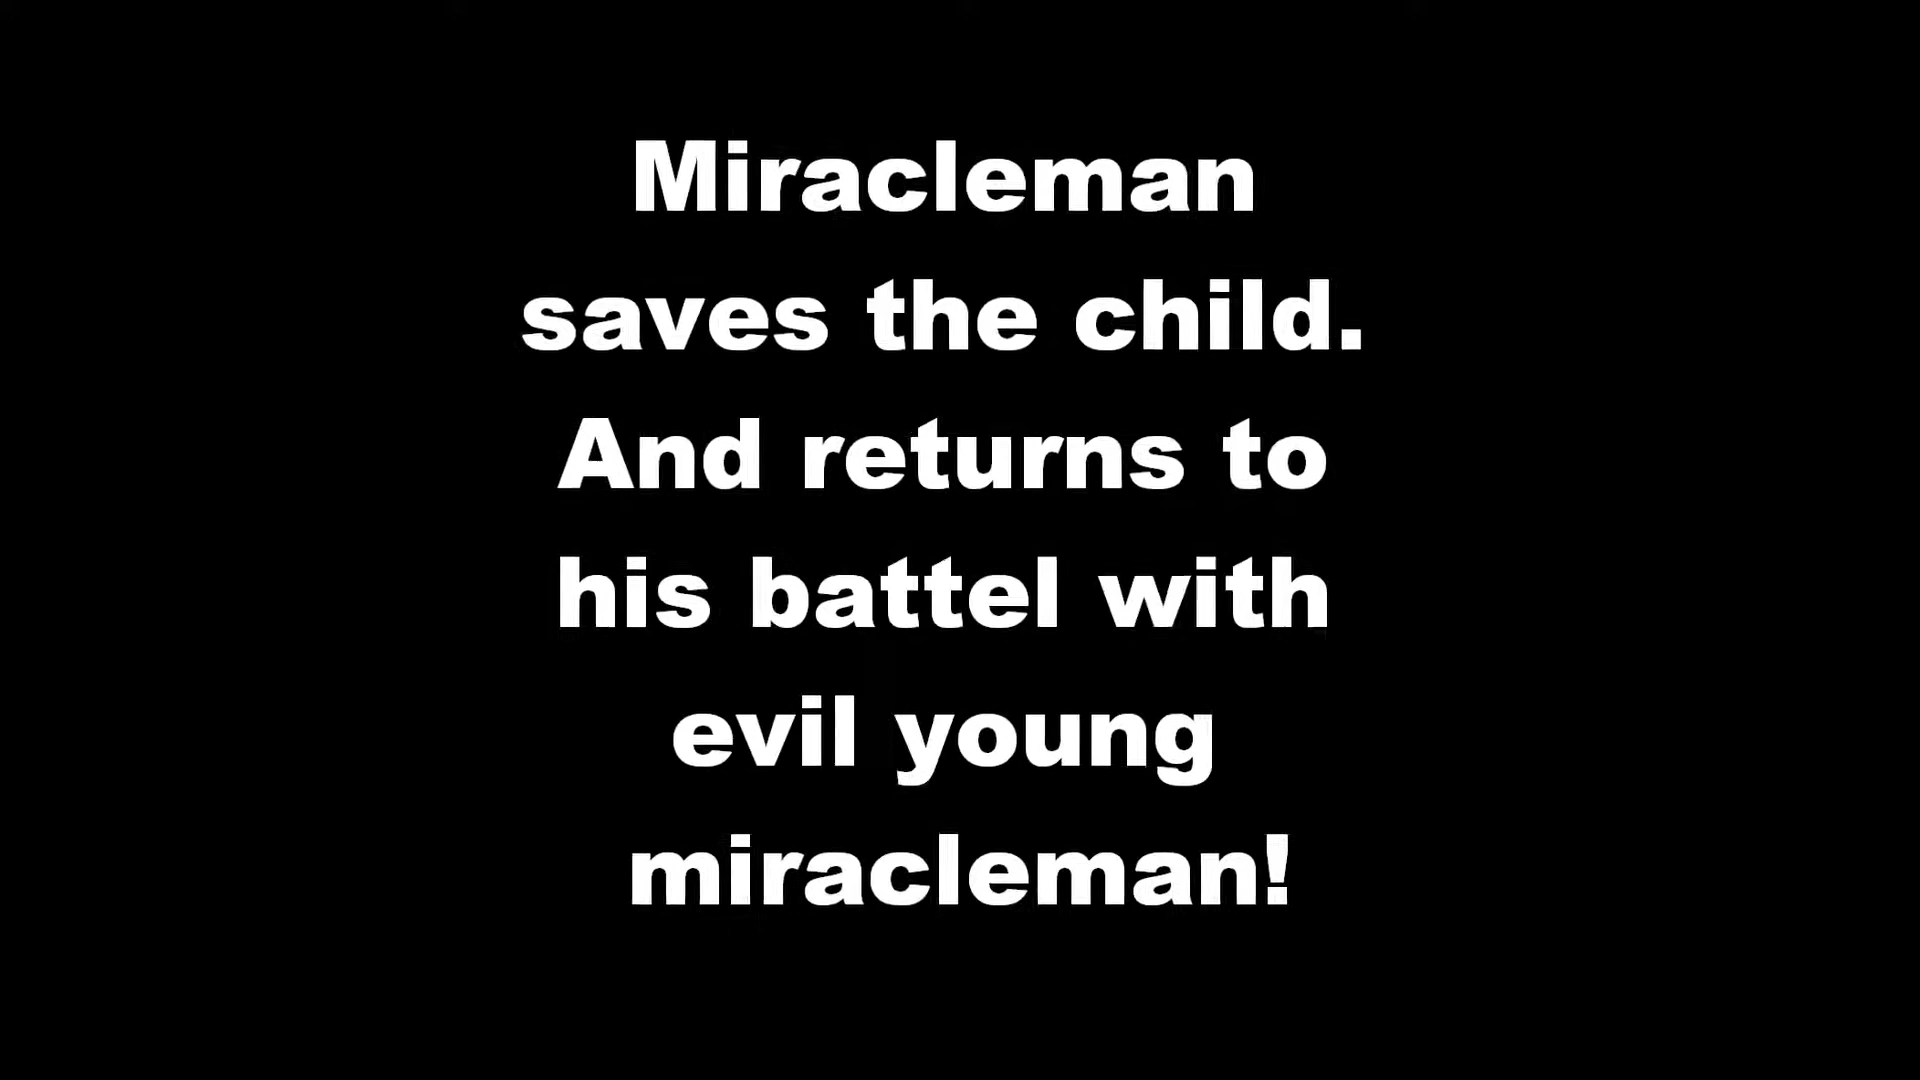 Miracleman
saves the child.
And returns to
his battel with
evil young
miracleman!